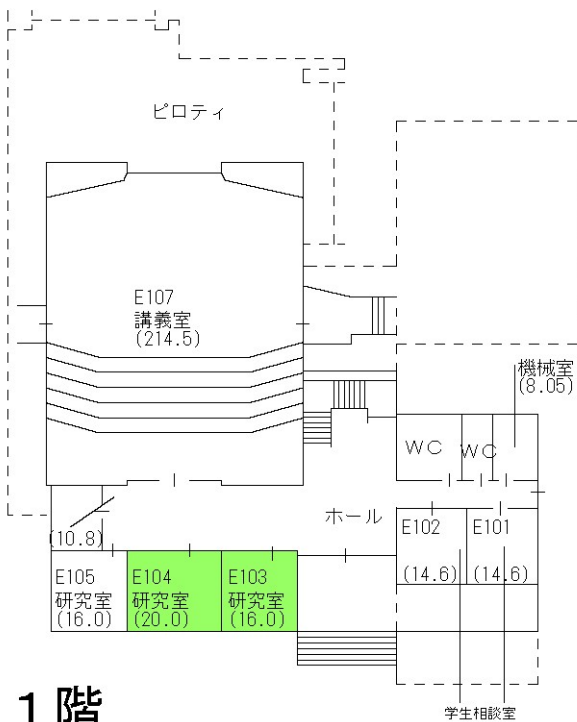 ピロティ
E107
講義室
(214.5)
機械室
(8.05)
WC
WC
ホール
E102
(14.6)
E101
(14.6)
(10.8)
E105
研究室
(16.0)
E104
研究室
(20.0)
E103
研究室
(16.0)
1階
学生相談室